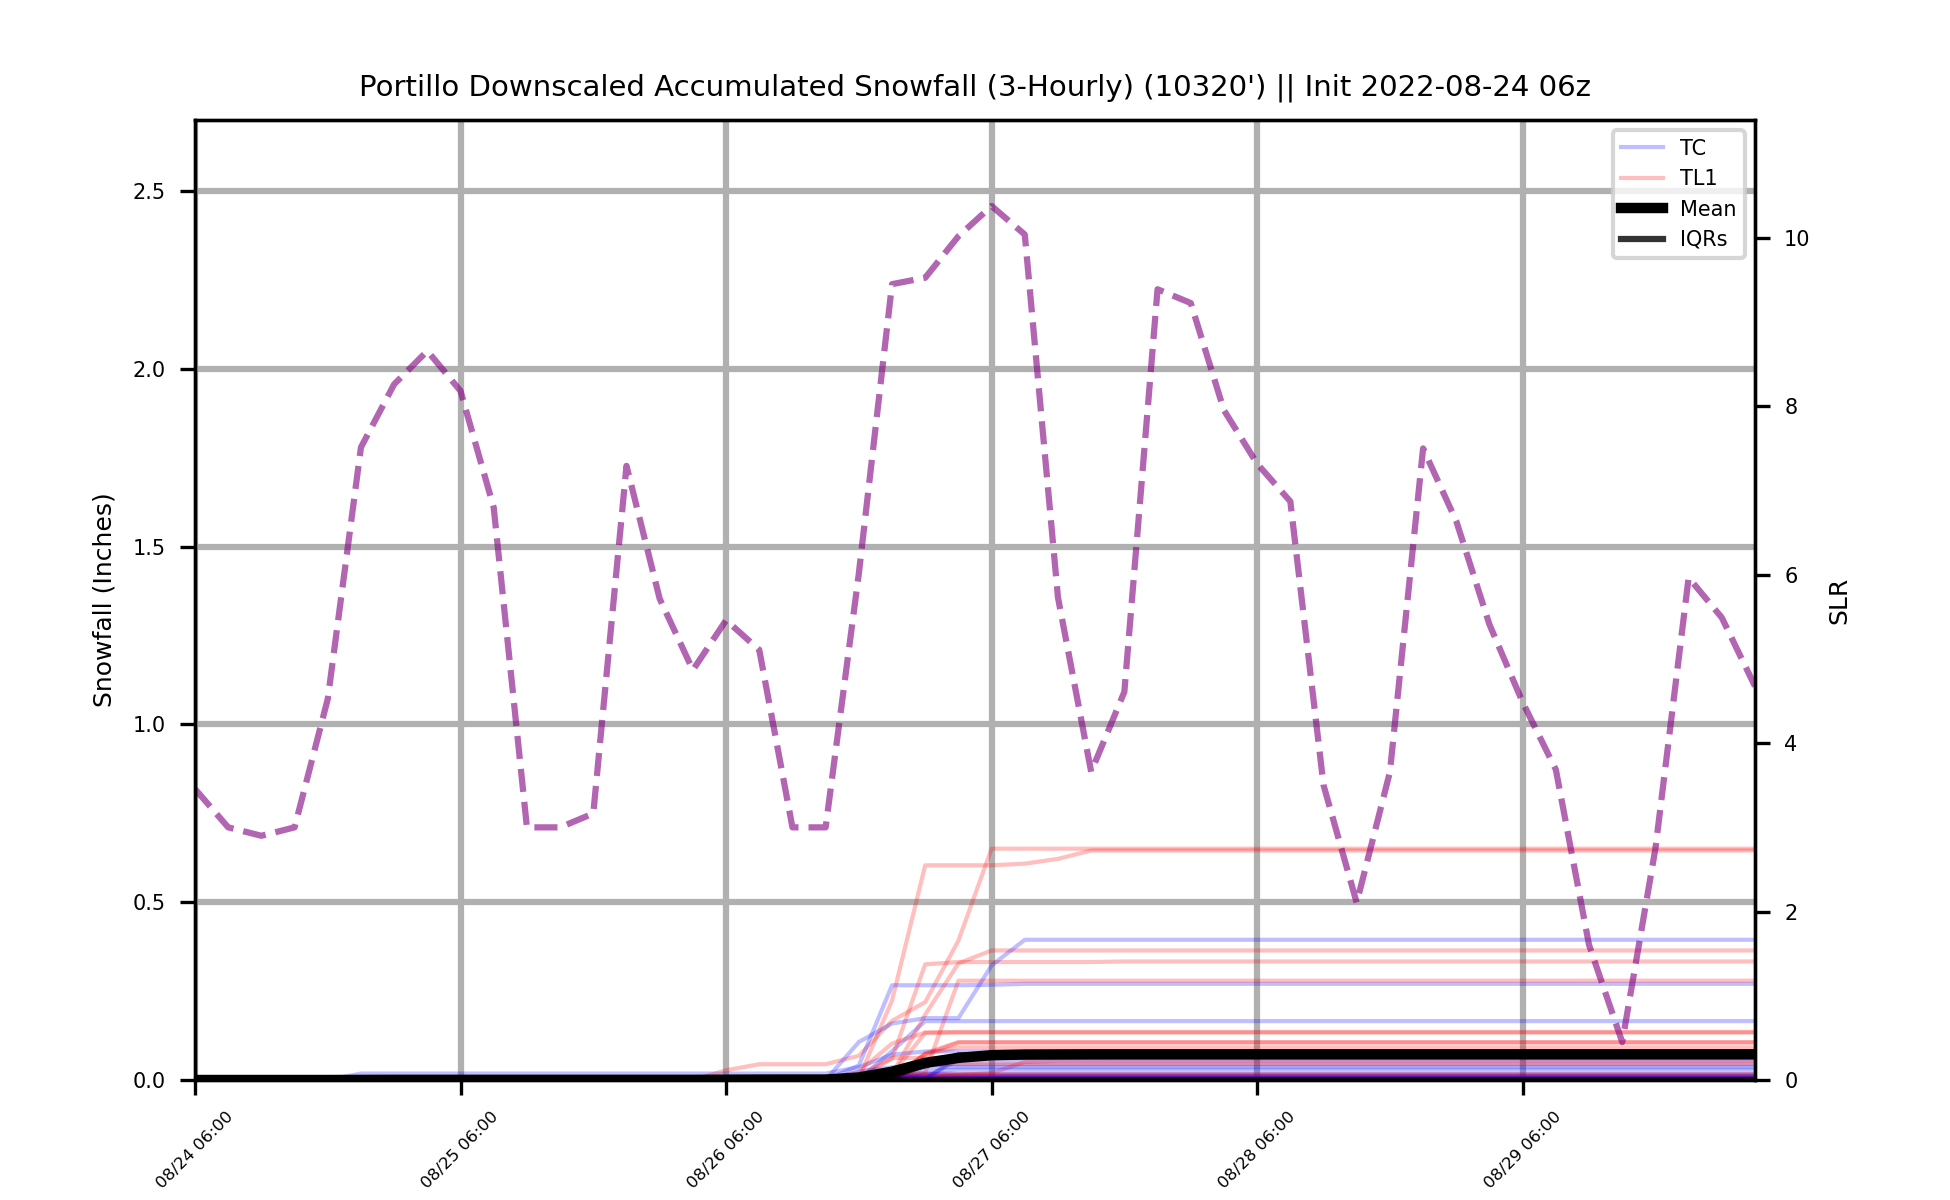 Portillo Downscaled Accumulated Snowfall (3-Hourly) (10320') || Init 2022-08-24 06z
TC
TL1
Mean
IQRs
Snowfall (Inches)
2.5
2.0
1.5
1.0
0.5
0.0
SLR
10
8
6
4
2
0
08/24 06:00
08/25 06:00
08/26 06:00
08/27 06:00
08/28 06:00
08/29 06:00